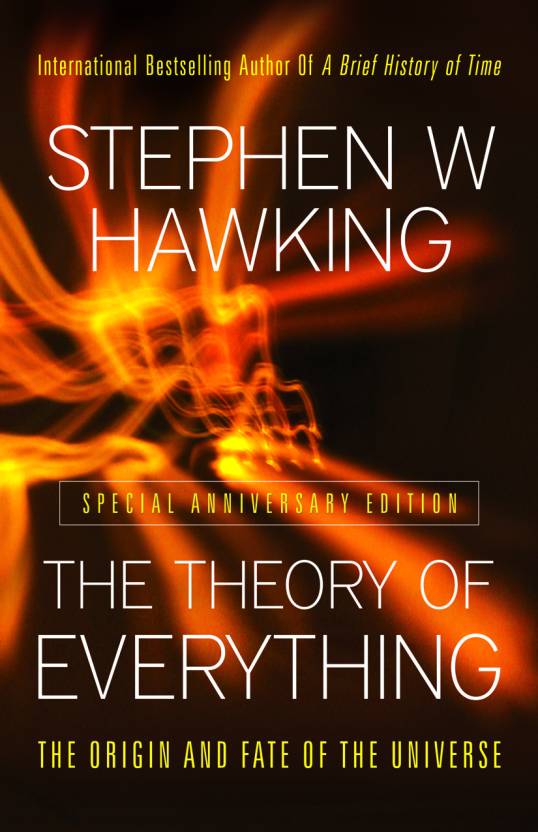 International Bestselling Author Of A Brief History of Time
STEPHEN W
HAWKING
SPECIAL ANNIVERSARY EDITION
THE THEORY OF
EVERYTHING
THE ORIGIN AND FATE OF THE UNIVERSE